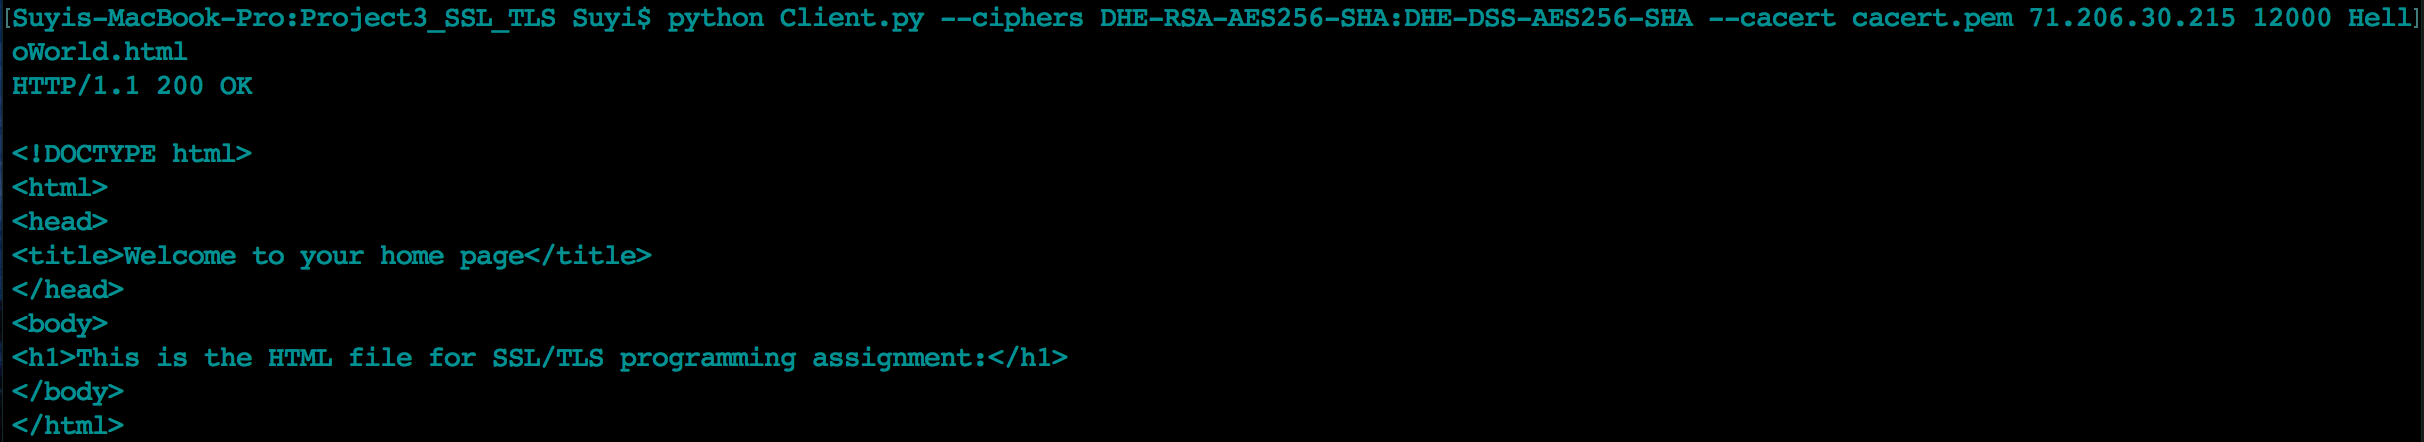 [Suyis-MacBook-Pro:Project3_SSL_TLS Suyi$ python Client.py --ciphers DHE-RSA-AES256-SHA:DHE-DSS-AES256-SHA --cacert cacert.pem 71.206.30.215 12000 Hell]
oWorld.html
HTTP/1.1 200 OK
<!DOCTYPE html>
<html>
<head>
<title>Welcome to your home page</title>
</head>
<body>
<h1>This is the HTML file for SSL/TLS programming assignment:</h1>
</body>
</html>